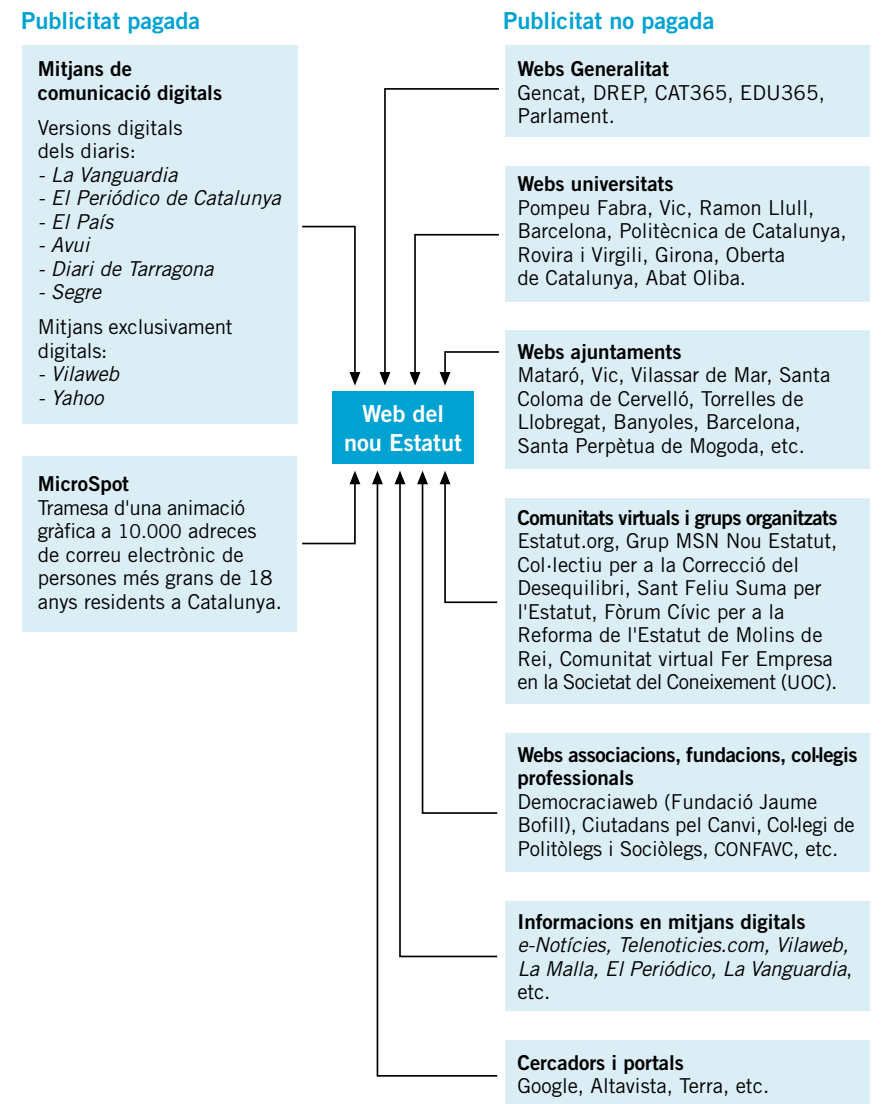 Publicitat pagada
Mitjans de
comunicació digitals
Versions digitals
dels diaris:
- La Vanguardia
- El Periódico de Catalunya
- El País
- Avui
- Diari de Tarragona
- Segre
Mitjans exclusivament
digitals:
- Vilaweb
- Yahoo
MicroSpot
Tramesa d'una animació
gràfica a 10.000 adreces
de correu electrònic de
persones més grans de 18
anys residents a Catalunya.
Web del
nou Estatut
Publicitat no pagada
Webs Generalitat
Gencat, DREP, CAT365, EDU365,
Parlament.
Webs universitats
Pompeu Fabra, Vic, Ramon Llull,
Barcelona, Politècnica de Catalunya,
Rovira i Virgili, Girona, Oberta
de Catalunya, Abat Oliba.
Webs ajuntaments
Mataró, Vic, Vilassar de Mar, Santa
Coloma de Cervelló, Torrelles de
Llobregat, Banyoles, Barcelona,
Santa Perpètua de Mogoda, etc.
Comunitats virtuals i grups organitzats
Estatut.org, Grup MSN Nou Estatut,
Col·lectiu per a la Correcció del
Desequilibri, Sant Feliu Suma per
l'Estatut, Fòrum Cívic per a la
Reforma de l'Estatut de Molins de
Rei, Comunitat virtual Fer Empresa
en la Societat del Coneixement (UOC).
Webs associacions, fundacions, col·legis
professionals
Democraciaweb (Fundació Jaume
Bofill), Ciutadans pel Canvi, Col·legi de
Politòlegs i Sociòlegs, CONFAVC, etc.
Informacions en mitjans digitals
e-Notícies, Telenoticies.com, Vilaweb,
La Malla, El Periódico, La Vanguardia,
etc.
Cercadors i portals
Google, Altavista, Terra, etc.